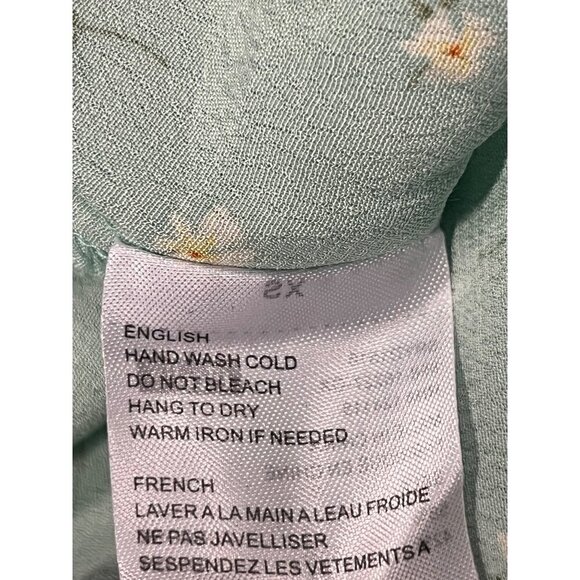 XS
ENGLISH
HAND WASH COLD
DO NOT BLEACH
HANG TO DRY
WARM IRON IF NEEDED
FRENCH
LAVER A LA MAIN A LEAU FROIDE
NE PAS JAVELLISER
SESPENDEZ LES VETEMENTS A